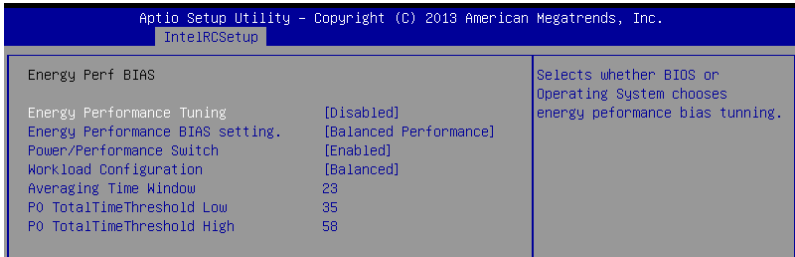 Aptio Setup Utility – Copyright (C) 2013 American Megatrends, Inc.
IntelRCSetup
Energy Perf BIAS
Energy Performance Tuning [Disabled]
Energy Performance BIAS setting. [Balanced Performance]
Power/Performance Switch [Enabled]
Workload Configuration [Balanced]
Averaging Time Window 23
P0 TotalTimeThreshold Low 35
P0 TotalTimeThreshold High 58
Selects whether BIOS or
Operating System chooses
energy peformance bias tunning.